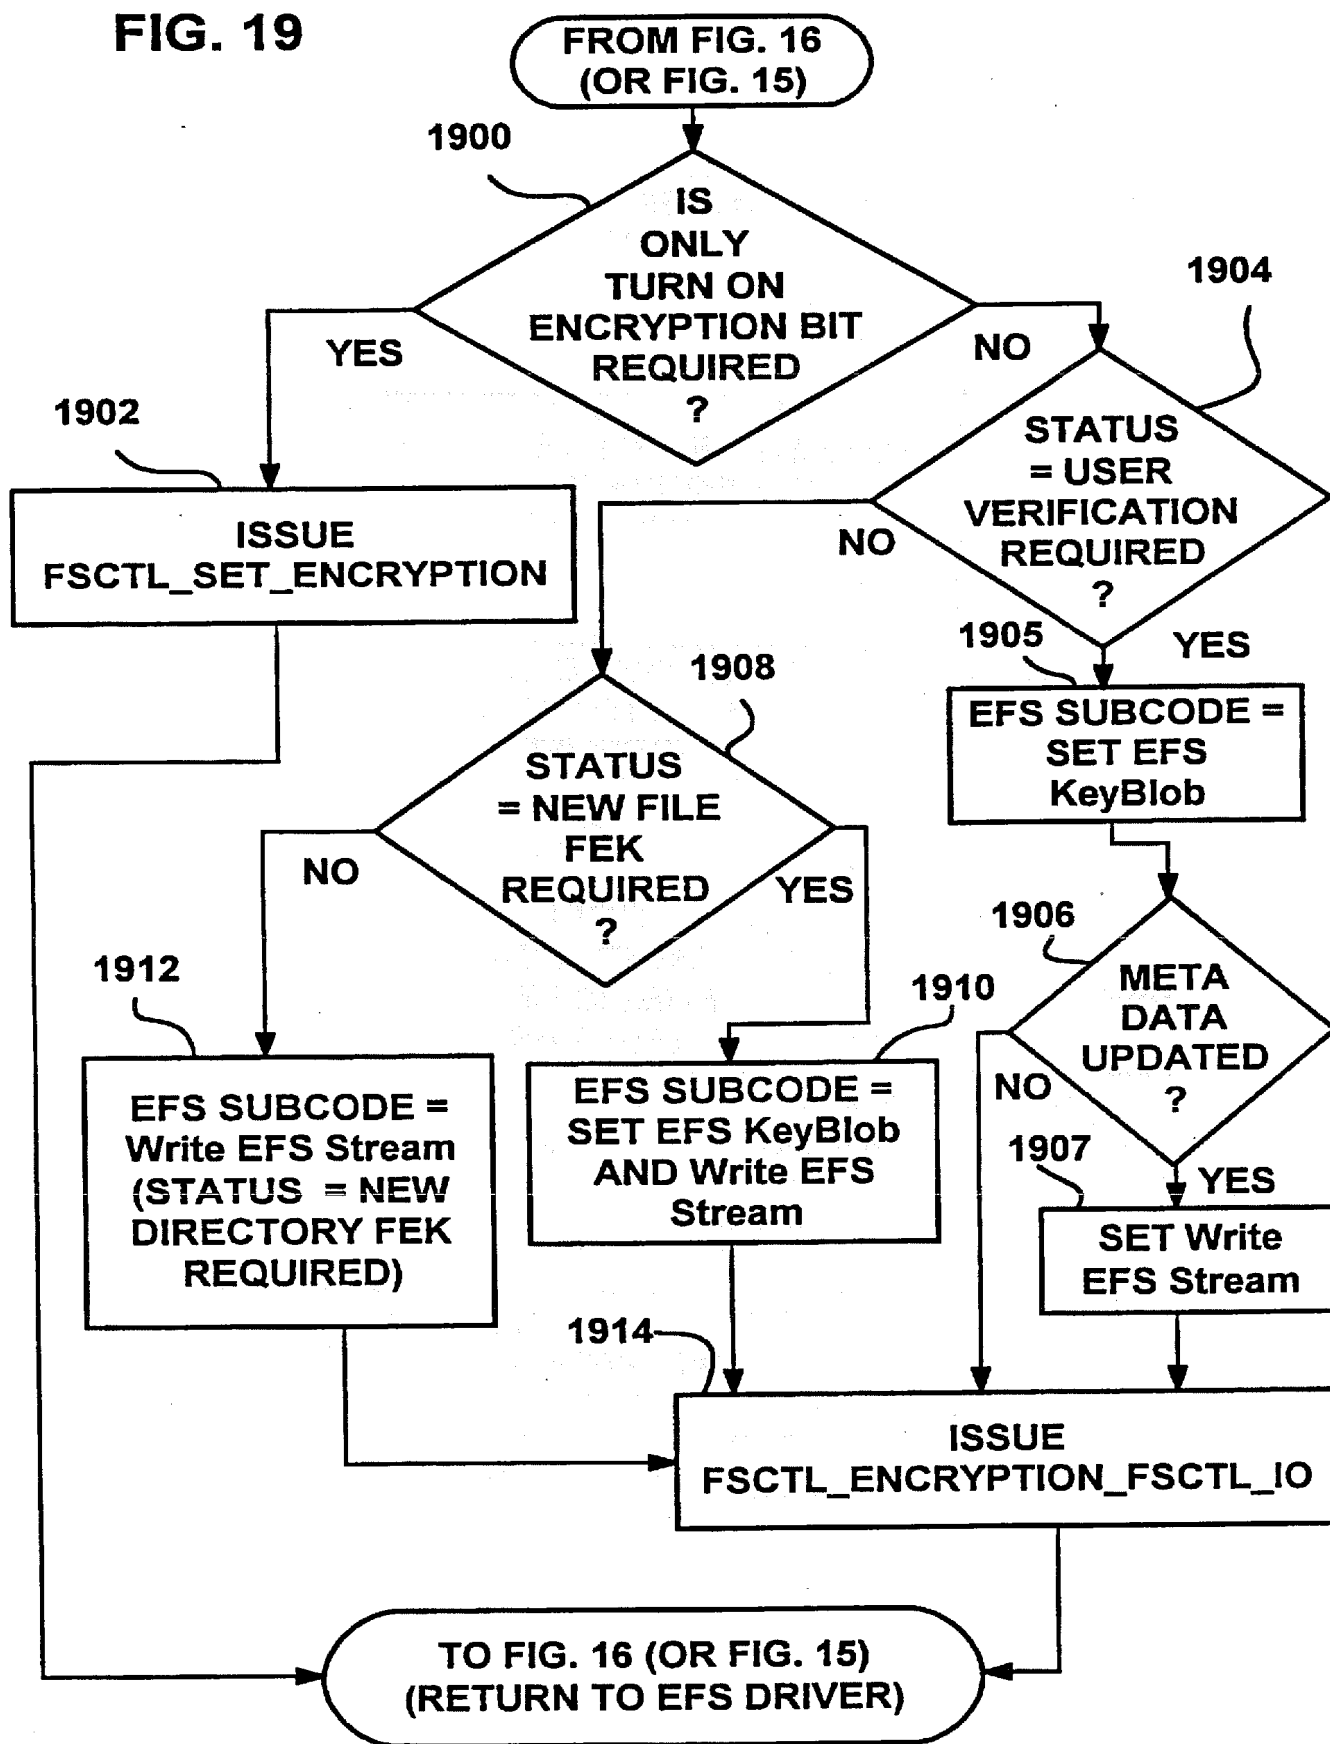 FIG. 19
FROM FIG. 16
(OR FIG. 15)
1900
IS
ONLY
TURN ON
ENCRYPTION BIT
REQUIRED
?
YES
NO
1904
1902
ISSUE
FSCTL_SET_ENCRYPTION
STATUS
= USER
VERIFICATION
REQUIRED
?
NO
YES
1905
EFS SUBCODE =
SET EFS
KeyBlob
1908
STATUS
= NEW FILE
FEK
REQUIRED
?
NO
YES
1906
META
DATA
UPDATED
?
NO
YES
1912
EFS SUBCODE =
Write EFS Stream
(STATUS = NEW
DIRECTORY FEK
REQUIRED)
1910
EFS SUBCODE =
SET EFS KeyBlob
AND Write EFS
Stream
1907
SET Write
EFS Stream
1914
ISSUE
FSCTL_ENCRYPTION_FSCTL_IO
TO FIG. 16 (OR FIG. 15)
(RETURN TO EFS DRIVER)